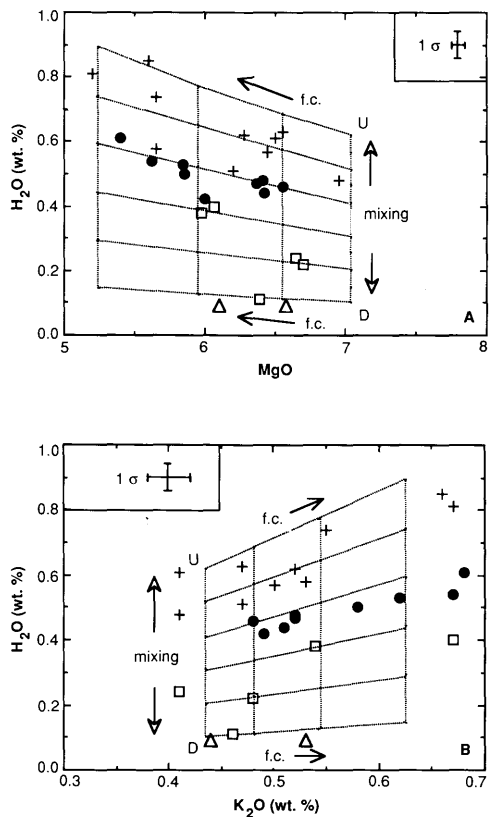 1.0
0.8
0.6
0.4
0.2
0.0
H₂O (wt. %)
1 σ
f.c.
U
mixing
D
f.c.
A
5 6 7 8
MgO
1.0
0.8
0.6
0.4
0.2
0.0
H₂O (wt. %)
1 σ
f.c.
U
mixing
D
f.c.
B
0.3 0.4 0.5 0.6 0.7
K₂O (wt. %)